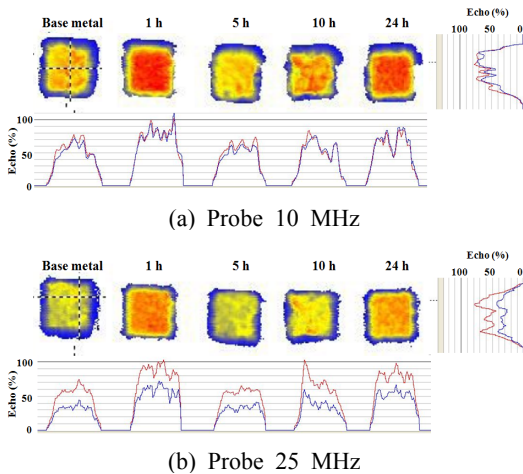 Base metal 1 h 5 h 10 h 24 h
Echo (%)
100 50 0
Echo (%)
100
50
0
(a) Probe 10 MHz
Base metal 1 h 5 h 10 h 24 h
Echo (%)
100 50 0
Echo (%)
100
50
0
(b) Probe 25 MHz